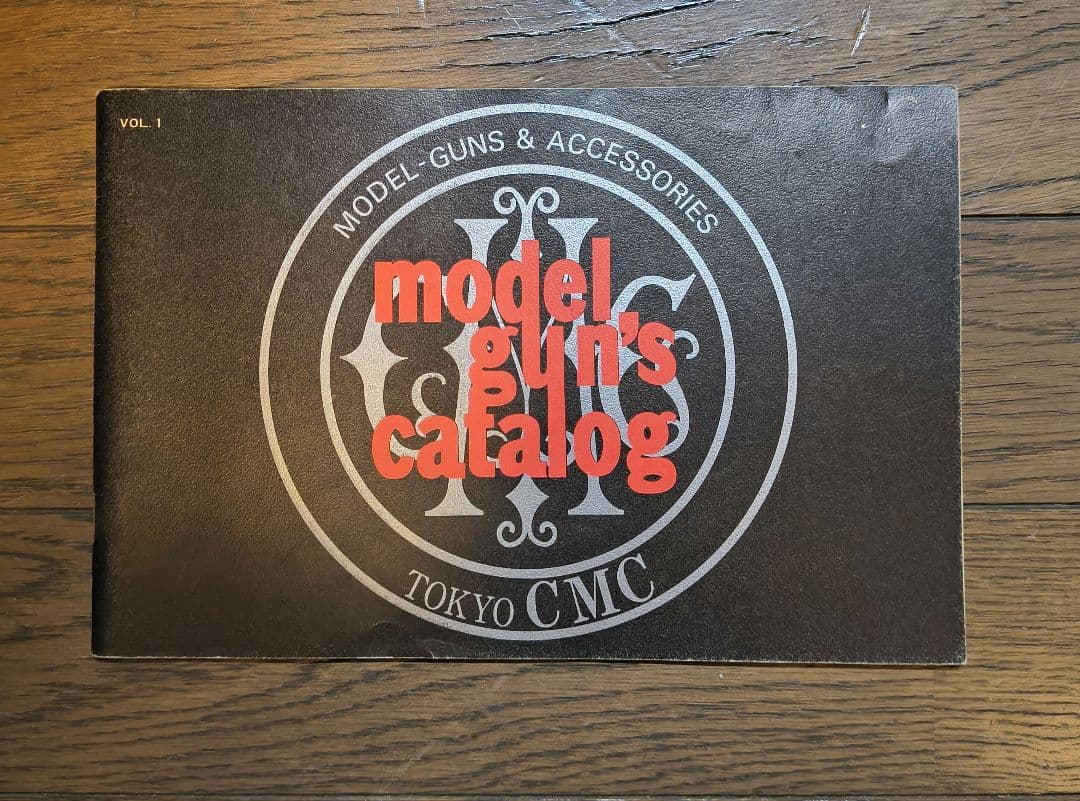 VOL. 1
MODEL-GUNS & ACCESSORIES
model
gun's
catalog
TOKYO CMC